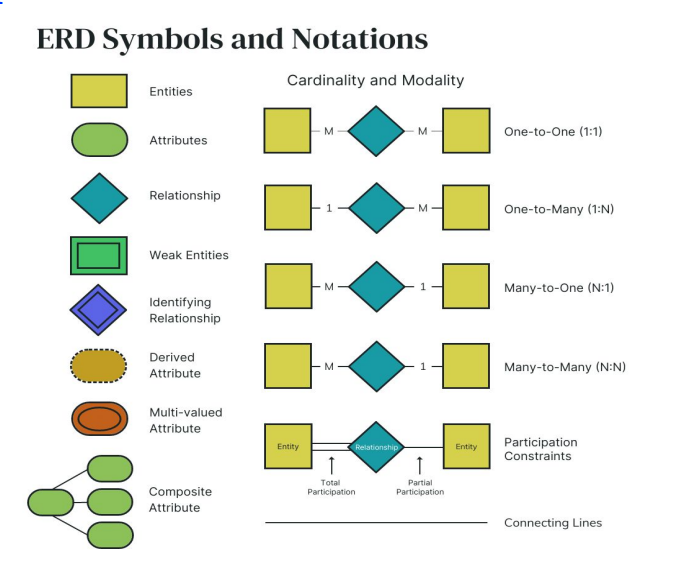 ERD Symbols and Notations
Cardinality and Modality
Entities
Attributes
Relationship
Weak Entities
Identifying
Relationship
Derived
Attribute
Multi-valued
Attribute
Composite
Attribute
M M One-to-One (1:1)
1 M One-to-Many (1:N)
M 1 Many-to-One (N:1)
M 1 Many-to-Many (N:N)
Entity Relationship Entity
Participation
Constraints
Total
Participation
Partial
Participation
Connecting Lines